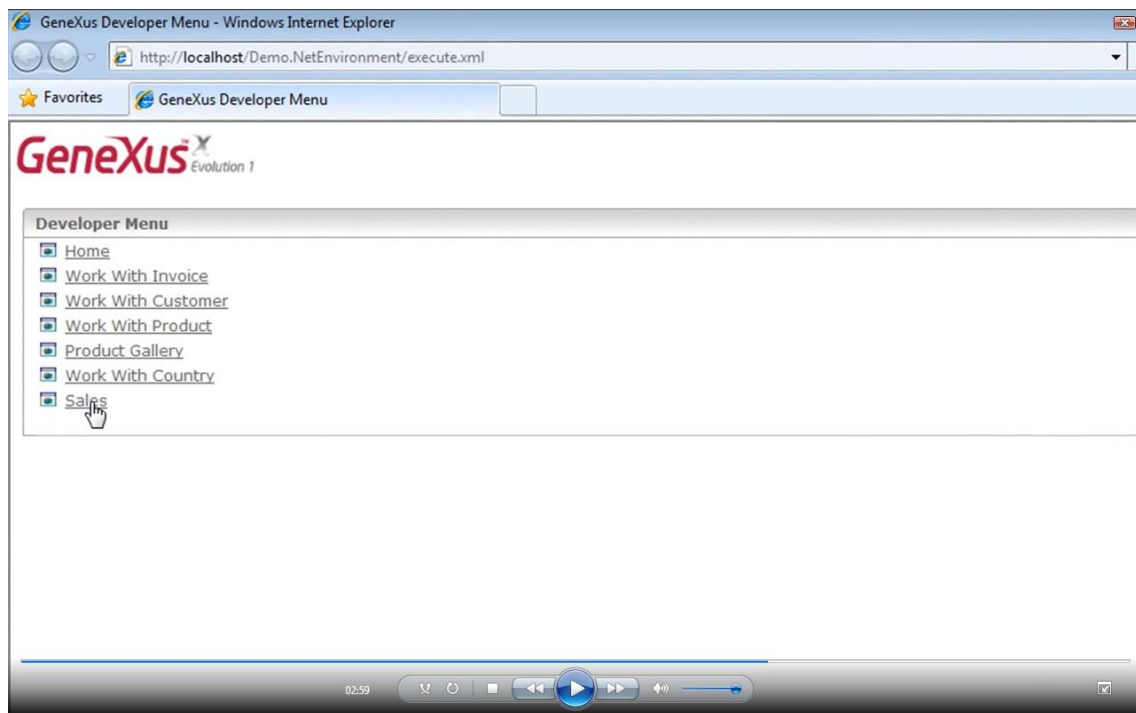 GeneXus Developer Menu - Windows Internet Explorer
http://localhost/Demo.NetEnvironment/execute.xml
Favorites
GeneXus Developer Menu
GeneXus™ X
Evolution 1
Developer Menu
Home
Work With Invoice
Work With Customer
Work With Product
Product Gallery
Work With Country
Sales
02:59